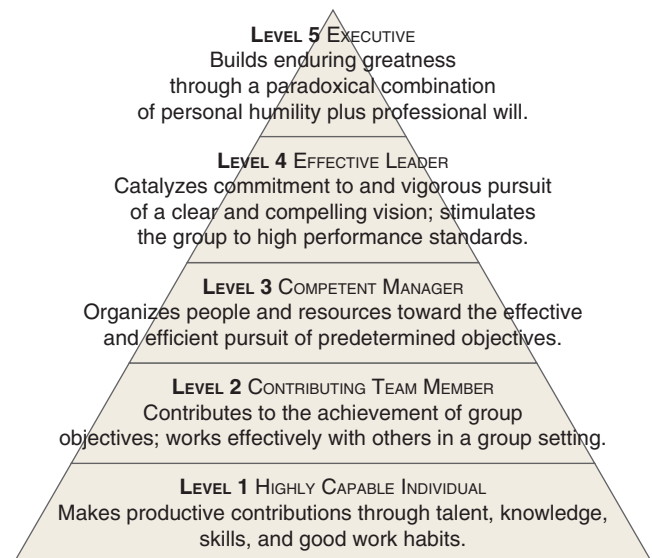 LEVEL 5 EXECUTIVE
Builds enduring greatness
through a paradoxical combination
of personal humility plus professional will.
LEVEL 4 EFFECTIVE LEADER
Catalyzes commitment to and vigorous pursuit
of a clear and compelling vision; stimulates
the group to high performance standards.
LEVEL 3 COMPETENT MANAGER
Organizes people and resources toward the effective
and efficient pursuit of predetermined objectives.
LEVEL 2 CONTRIBUTING TEAM MEMBER
Contributes to the achievement of group
objectives; works effectively with others in a group setting.
LEVEL 1 HIGHLY CAPABLE INDIVIDUAL
Makes productive contributions through talent, knowledge,
skills, and good work habits.